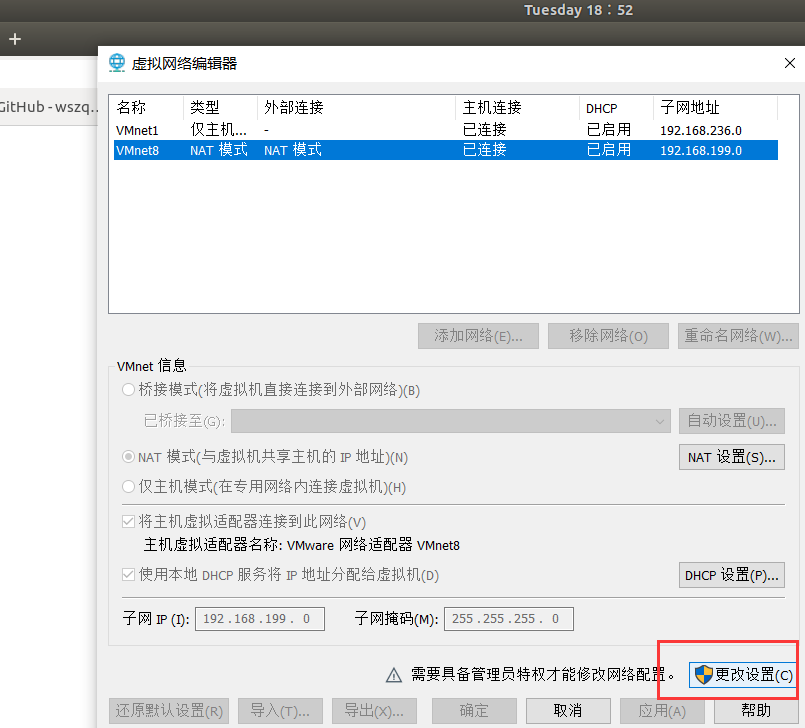 Tuesday 18：52
GitHub - wszq...
虚拟网络编辑器
名称 类型 外部连接 主机连接 DHCP 子网地址
VMnet1 仅主机... - 已连接 已启用 192.168.236.0
VMnet8 NAT 模式 NAT 模式 已连接 已启用 192.168.199.0
添加网络(E)... 移除网络(O) 重命名网络(W)...
VMnet 信息
桥接模式(将虚拟机直接连接到外部网络)(B)
已桥接至(G): 自动设置(U)...
NAT 模式(与虚拟机共享主机的 IP 地址)(N) NAT 设置(S)...
仅主机模式(在专用网络内连接虚拟机)(H)
将主机虚拟适配器连接到此网络(V)
主机虚拟适配器名称: VMware 网络适配器 VMnet8
使用本地 DHCP 服务将 IP 地址分配给虚拟机(D) DHCP 设置(P)...
子网 IP (I): 192 . 168 . 199 . 0 子网掩码(M): 255 . 255 . 255 . 0
需要具备管理员特权才能修改网络配置。 更改设置(C)
还原默认设置(R) 导入(T)... 导出(X)... 确定 取消 应用(A) 帮助